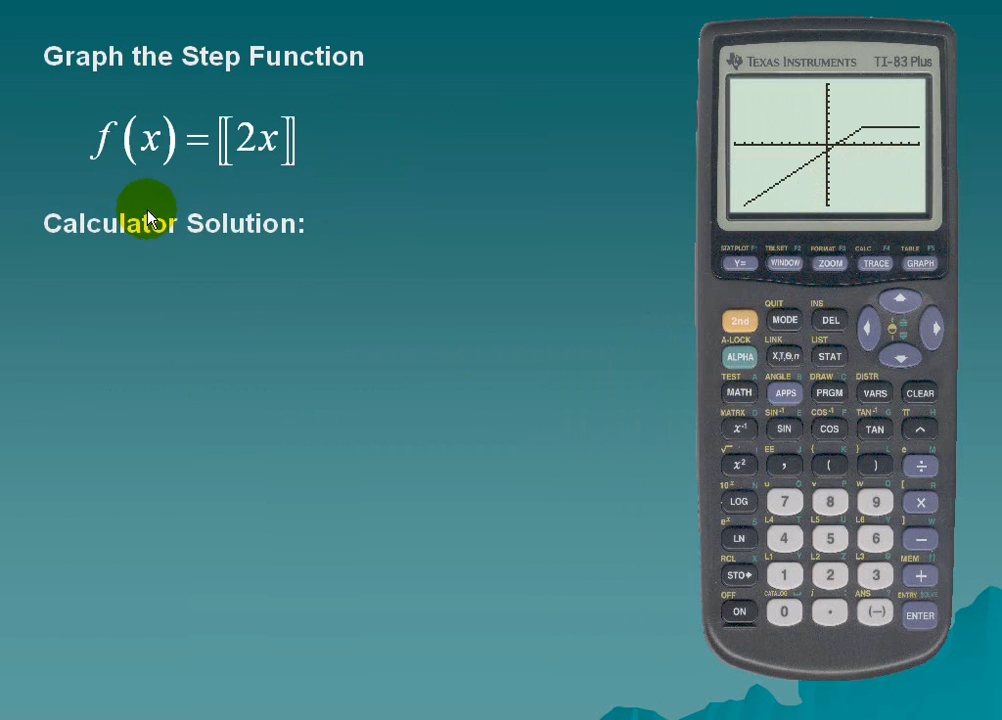 Graph the Step Function
f(x) = ⟦2x⟧
Calculator Solution:
TEXAS INSTRUMENTS TI-83 Plus
STAT PLOT F1 TBLSET F2 FORMAT F3 CALC F4 TABLE F5
Y= WINDOW ZOOM TRACE GRAPH
QUIT INS
2nd MODE DEL
A-LOCK LINK LIST
ALPHA X,T,Θ,n STAT
TEST A ANGLE B DRAW C DISTR
MATH APPS PRGM VARS CLEAR
MATRX D SIN⁻¹ E COS⁻¹ F TAN⁻¹ G π H
x⁻¹ SIN COS TAN ^
√ I EE J { K } L e M
x² , ( ) ÷
10ˣ N u O v P w Q [ R
LOG 7 8 9 ×
eˣ S L4 T L5 U L6 V ] W
LN 4 5 6 −
RCL X L1 Y L2 Z L3 θ MEM "
STO➧ 1 2 3 +
OFF CATALOG i : ANS ? ENTRY SOLVE
ON 0 . (−) ENTER